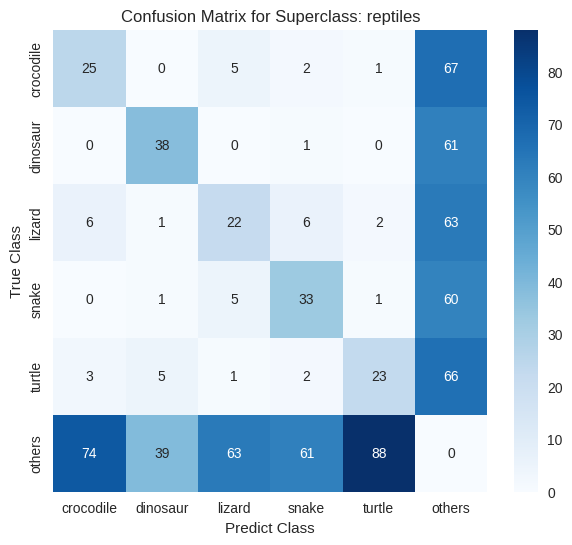 Confusion Matrix for Superclass: reptiles
True Class
crocodile 25 0 5 2 1 67
dinosaur 0 38 0 1 0 61
lizard 6 1 22 6 2 63
snake 0 1 5 33 1 60
turtle 3 5 1 2 23 66
others 74 39 63 61 88 0
crocodile dinosaur lizard snake turtle others
Predict Class
80
70
60
50
40
30
20
10
0